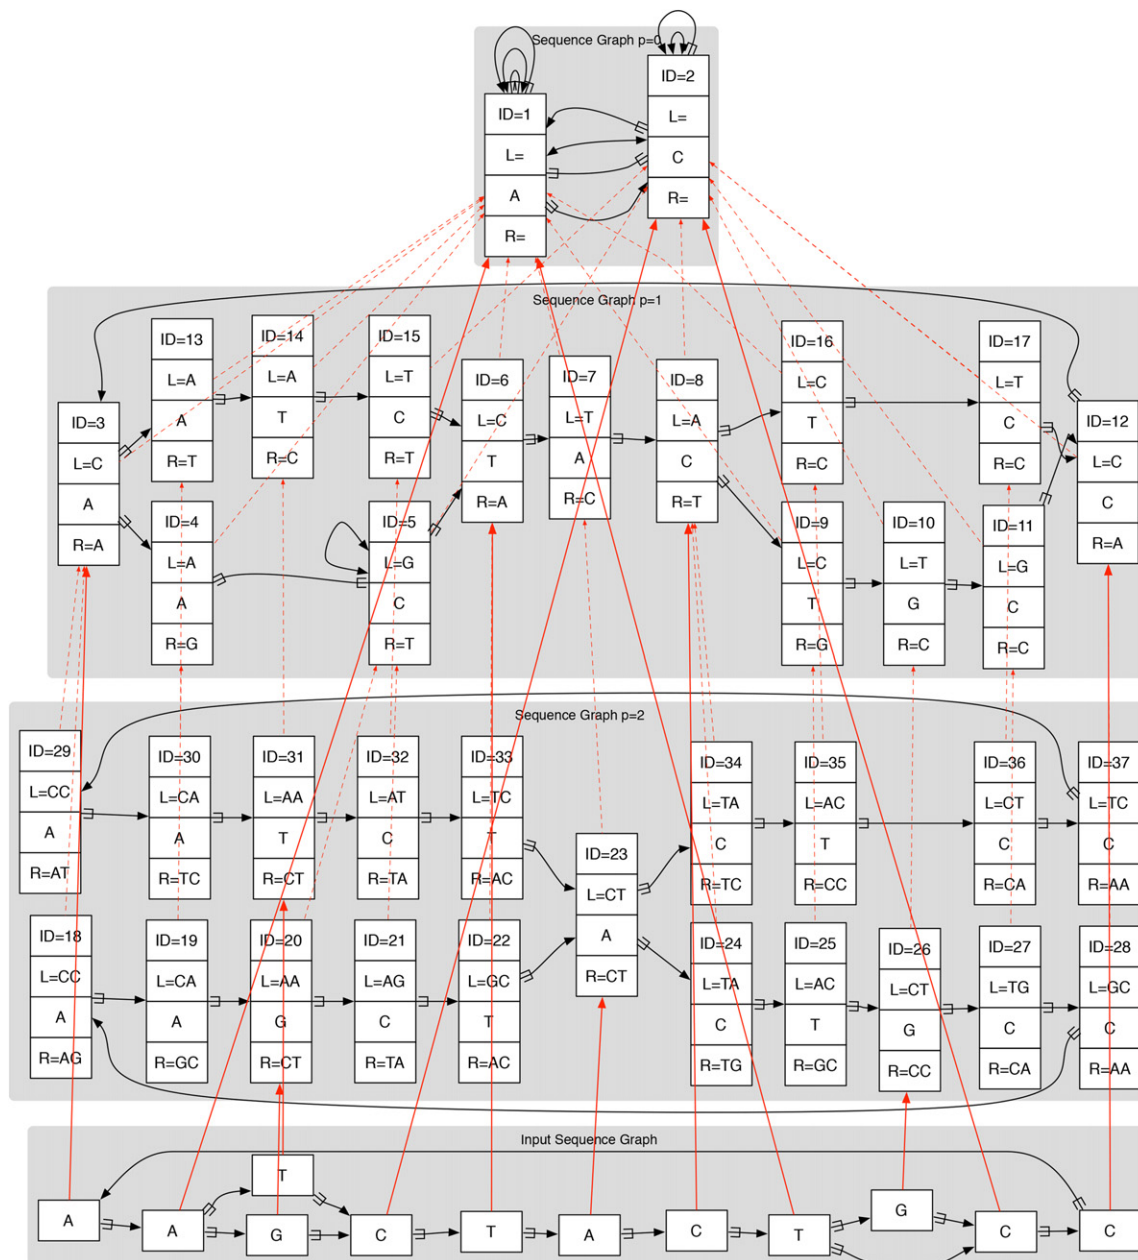 Sequence Graph p=0
ID=1
L=
A
R=
ID=2
L=
C
R=
Sequence Graph p=1
ID=3
L=C
A
R=A
ID=13
L=A
A
R=T
ID=4
L=A
A
R=G
ID=14
L=A
T
R=C
ID=15
L=T
C
R=T
ID=5
L=G
C
R=T
ID=6
L=C
T
R=A
ID=7
L=T
A
R=C
ID=8
L=A
C
R=T
ID=16
L=C
T
R=C
ID=9
L=C
T
R=G
ID=10
L=T
G
R=C
ID=17
L=T
C
R=C
ID=11
L=G
C
R=C
ID=12
L=C
C
R=A
Sequence Graph p=2
ID=29
L=CC
A
R=AT
ID=30
L=CA
A
R=TC
ID=31
L=AA
T
R=CT
ID=32
L=AT
C
R=TA
ID=33
L=TC
T
R=AC
ID=34
L=TA
C
R=TC
ID=35
L=AC
T
R=CC
ID=36
L=CT
C
R=CA
ID=37
L=TC
C
R=AA
ID=23
L=CT
A
R=CT
ID=18
L=CC
A
R=AG
ID=19
L=CA
A
R=GC
ID=20
L=AA
G
R=CT
ID=21
L=AG
C
R=TA
ID=22
L=GC
T
R=AC
ID=24
L=TA
C
R=TG
ID=25
L=AC
T
R=GC
ID=26
L=CT
G
R=CC
ID=27
L=TG
C
R=CA
ID=28
L=GC
C
R=AA
Input Sequence Graph
T
A
A
G
C
T
A
C
T
G
C
C